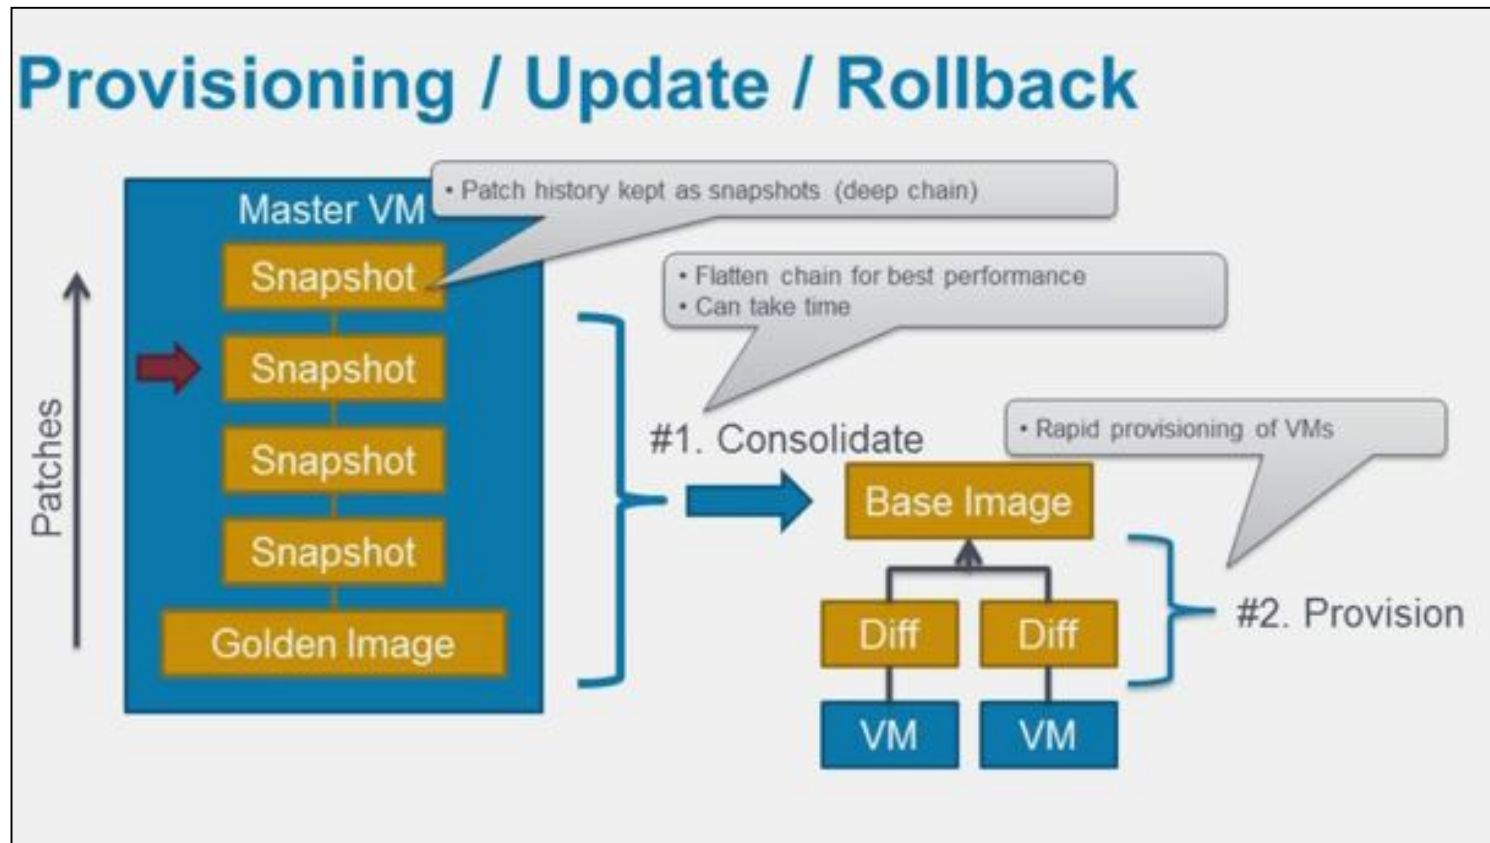 Provisioning / Update / Rollback
Master VM
• Patch history kept as snapshots (deep chain)
Snapshot
• Flatten chain for best performance
• Can take time
Snapshot
Snapshot
Snapshot
Golden Image
Patches
#1. Consolidate
• Rapid provisioning of VMs
Base Image
Diff
Diff
#2. Provision
VM
VM